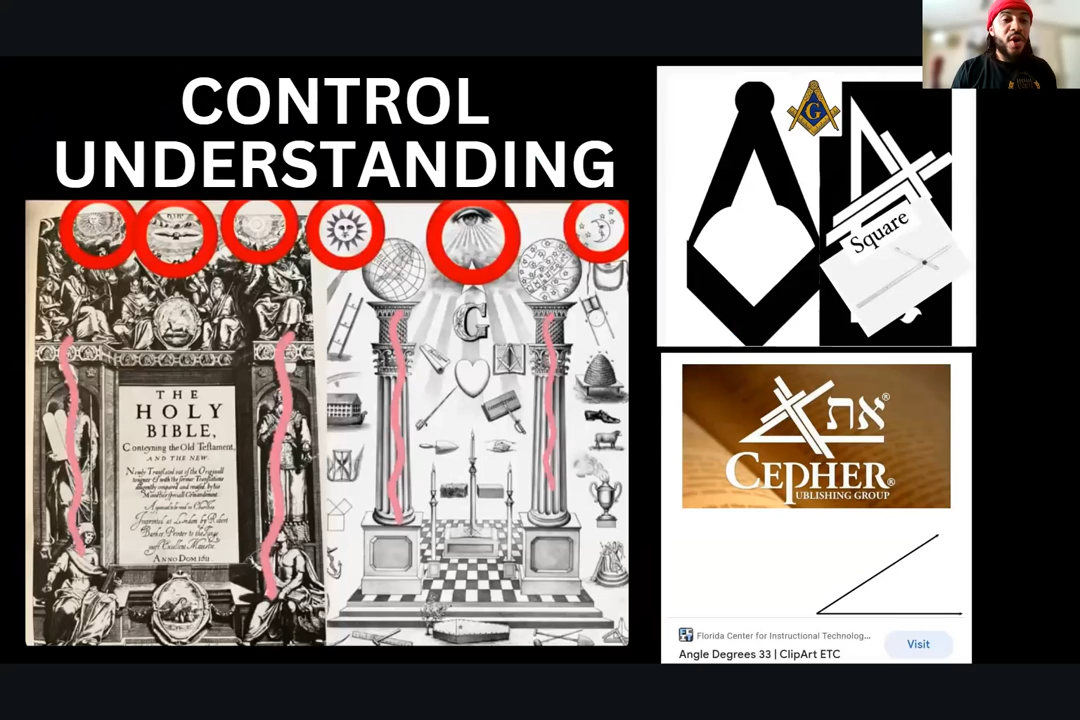 CONTROL
UNDERSTANDING
THE
HOLY
BIBLE,
Conteyning the Old Testament,
AND THE NEW
Newly Translated out of the Originall
tongues & with the former Translations
diligently compared and revised, by his
Appointed to be read in Churches
Imprinted at London by Robert
Barker, Printer to the Kings
most Excellent Maiestie.
ANNO DOM 1611
G
G
Square
את®
CEPHER®
PUBLISHING GROUP
Florida Center for Instructional Technolog...
Angle Degrees 33 | ClipArt ETC
Visit